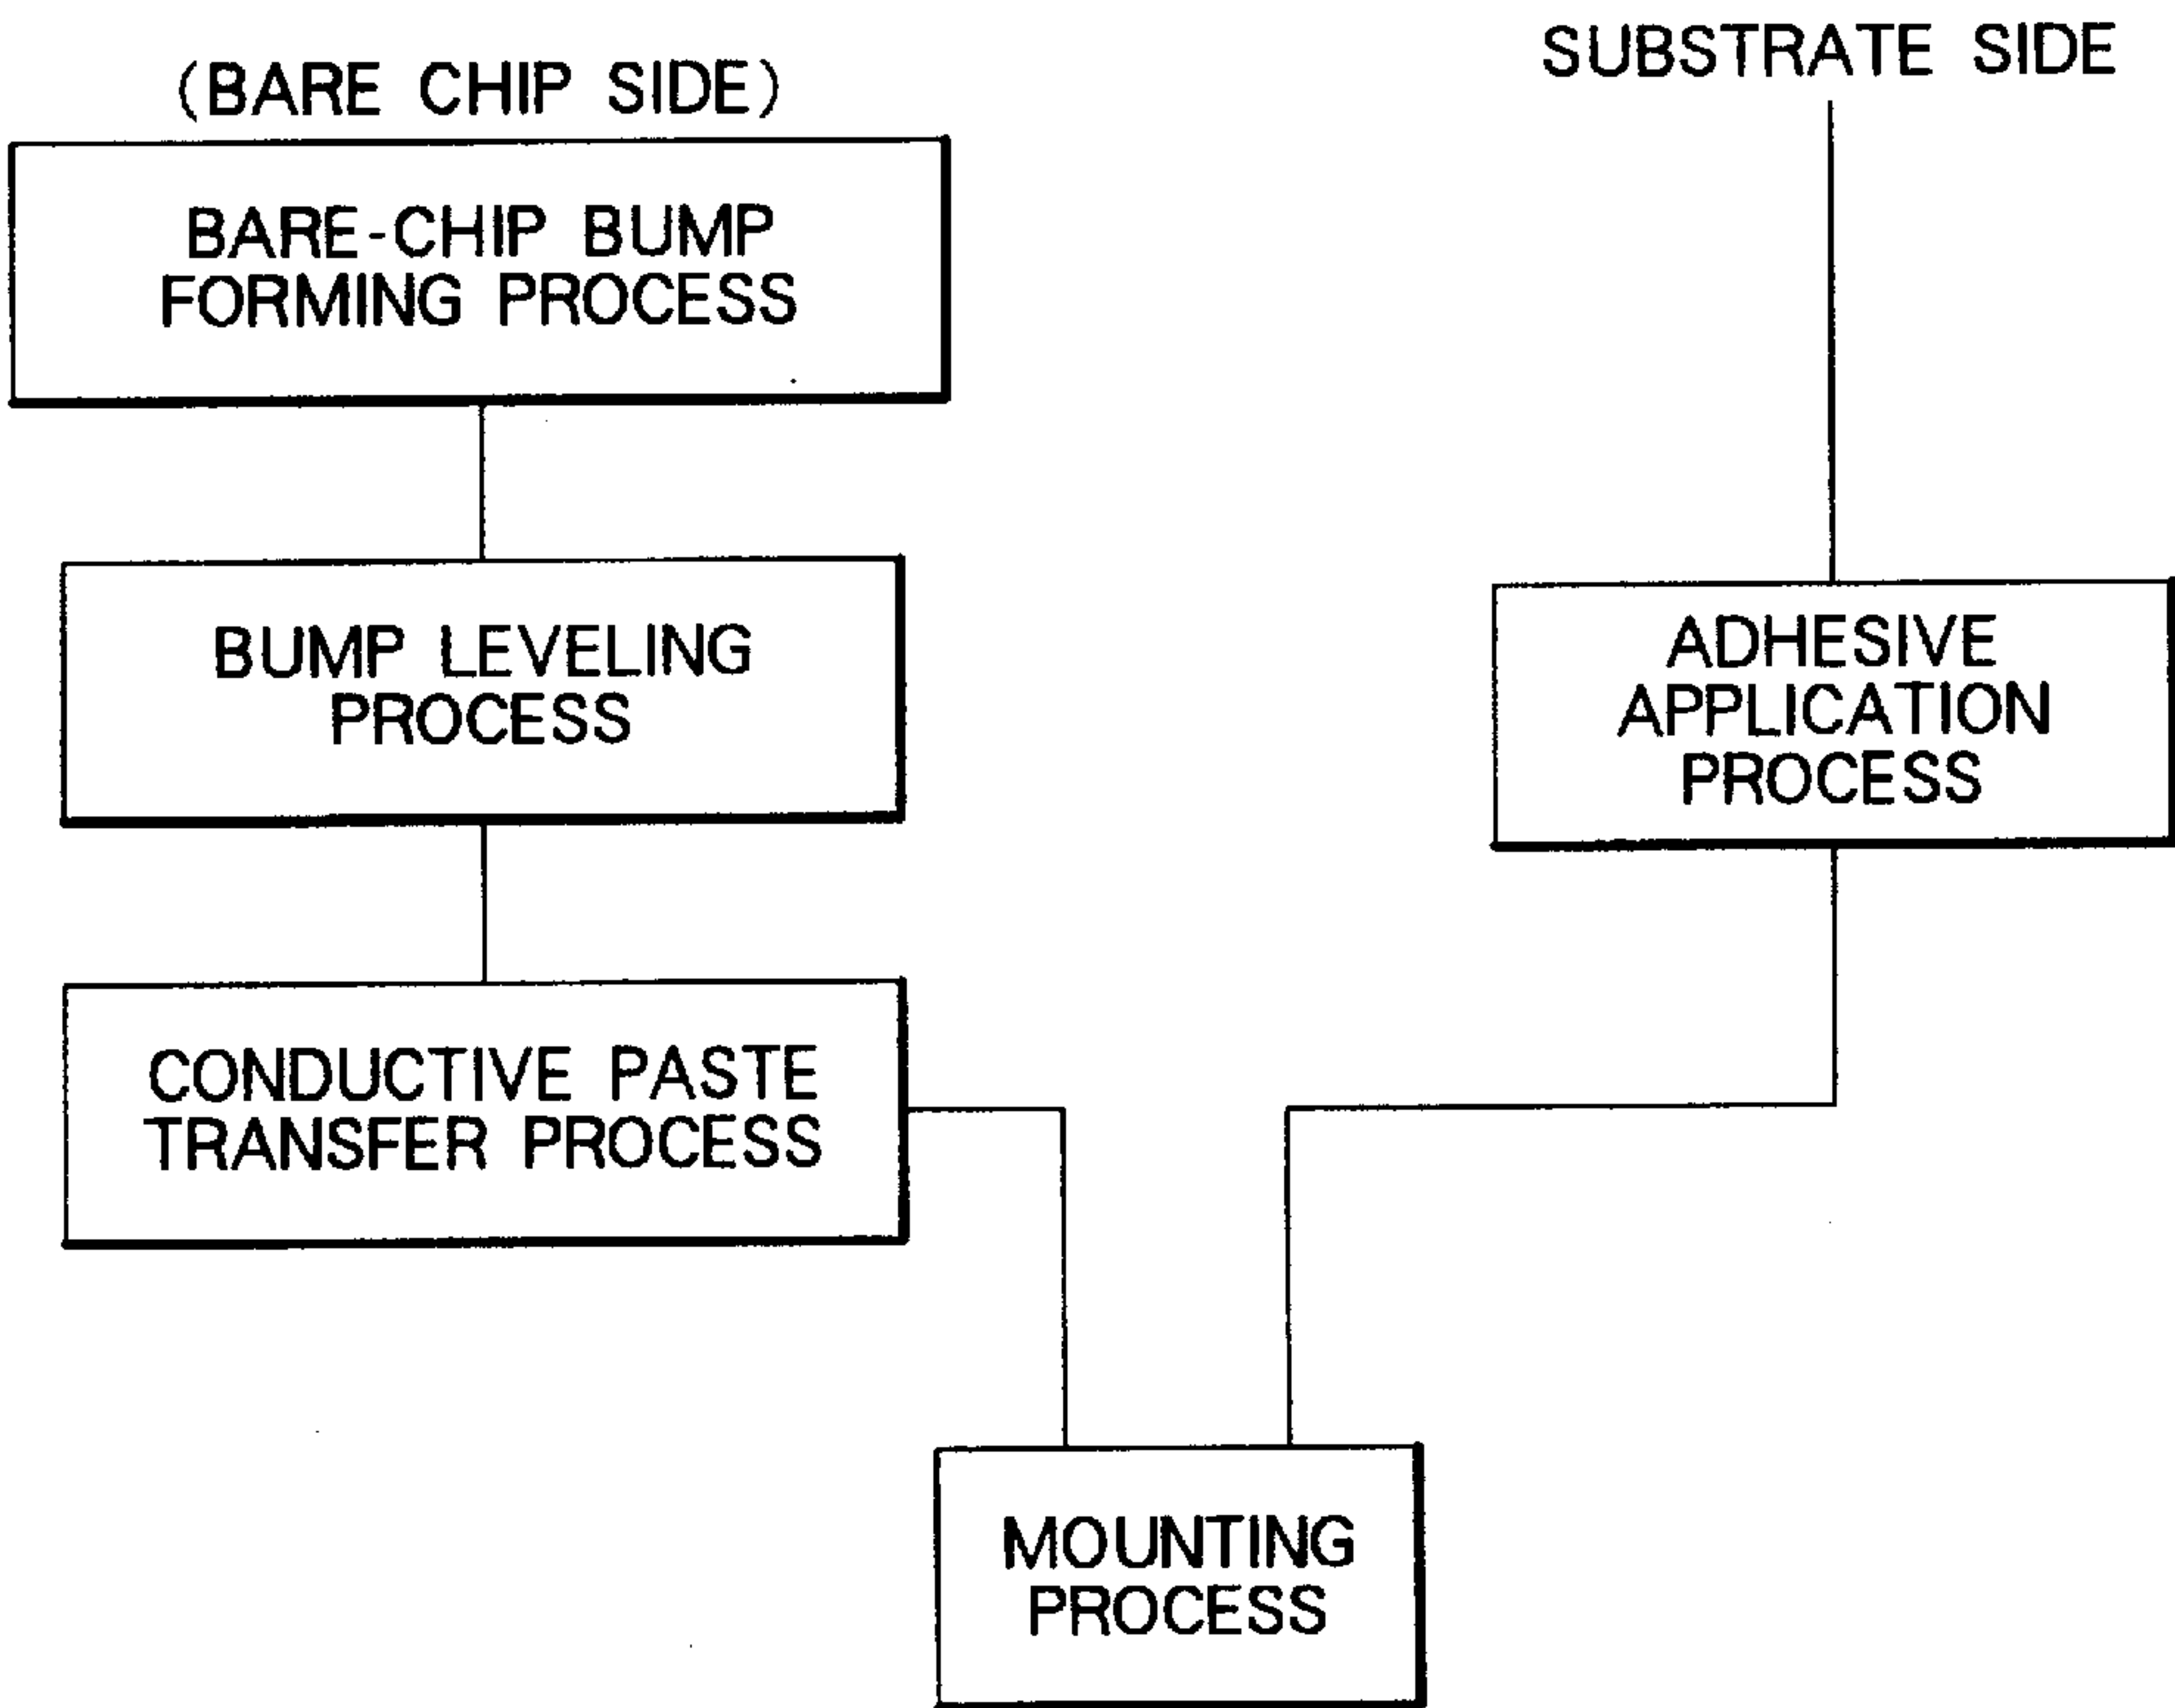 (BARE CHIP SIDE)
BARE-CHIP BUMP
FORMING PROCESS
BUMP LEVELING
PROCESS
CONDUCTIVE PASTE
TRANSFER PROCESS
SUBSTRATE SIDE
ADHESIVE
APPLICATION
PROCESS
MOUNTING
PROCESS